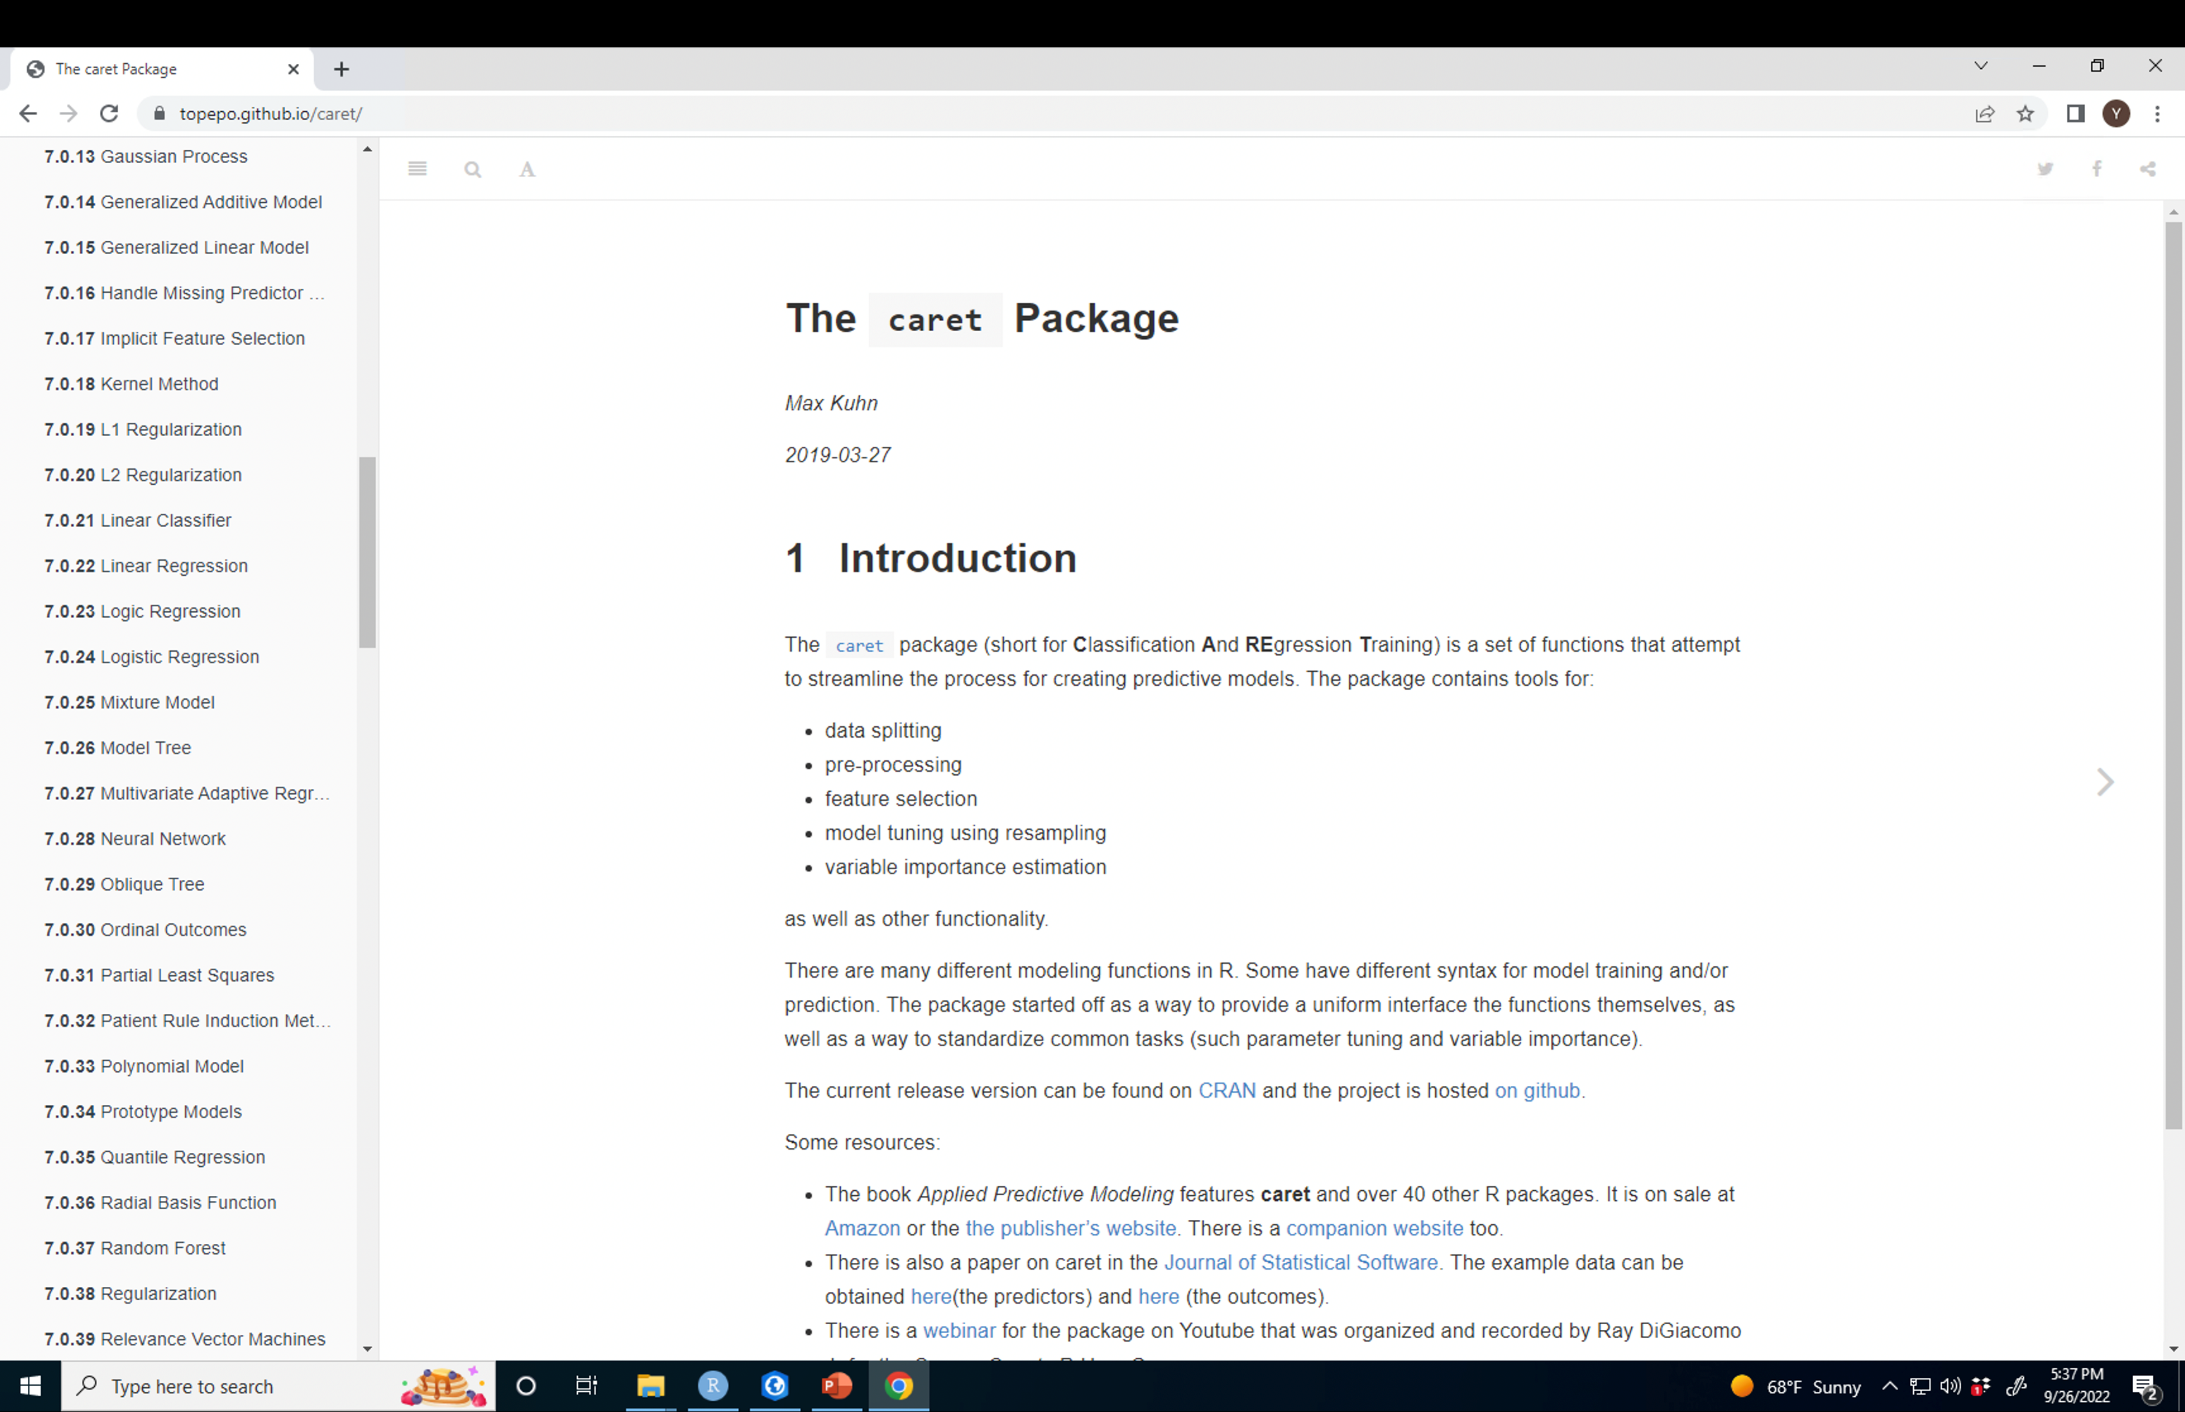 The caret Package
topepo.github.io/caret/
Y
7.0.13 Gaussian Process
7.0.14 Generalized Additive Model
7.0.15 Generalized Linear Model
7.0.16 Handle Missing Predictor ...
7.0.17 Implicit Feature Selection
7.0.18 Kernel Method
7.0.19 L1 Regularization
7.0.20 L2 Regularization
7.0.21 Linear Classifier
7.0.22 Linear Regression
7.0.23 Logic Regression
7.0.24 Logistic Regression
7.0.25 Mixture Model
7.0.26 Model Tree
7.0.27 Multivariate Adaptive Regr...
7.0.28 Neural Network
7.0.29 Oblique Tree
7.0.30 Ordinal Outcomes
7.0.31 Partial Least Squares
7.0.32 Patient Rule Induction Met...
7.0.33 Polynomial Model
7.0.34 Prototype Models
7.0.35 Quantile Regression
7.0.36 Radial Basis Function
7.0.37 Random Forest
7.0.38 Regularization
7.0.39 Relevance Vector Machines
A
The caret Package
Max Kuhn
2019-03-27
1 Introduction
The caret package (short for Classification And REgression Training) is a set of functions that attempt
to streamline the process for creating predictive models. The package contains tools for:
• data splitting
• pre-processing
• feature selection
• model tuning using resampling
• variable importance estimation
as well as other functionality.
There are many different modeling functions in R. Some have different syntax for model training and/or
prediction. The package started off as a way to provide a uniform interface the functions themselves, as
well as a way to standardize common tasks (such parameter tuning and variable importance).
The current release version can be found on CRAN and the project is hosted on github.
Some resources:
• The book Applied Predictive Modeling features caret and over 40 other R packages. It is on sale at
Amazon or the the publisher's website. There is a companion website too.
• There is also a paper on caret in the Journal of Statistical Software. The example data can be
obtained here(the predictors) and here (the outcomes).
• There is a webinar for the package on Youtube that was organized and recorded by Ray DiGiacomo
Type here to search
R
P
68°F Sunny
1
5:37 PM
9/26/2022
2